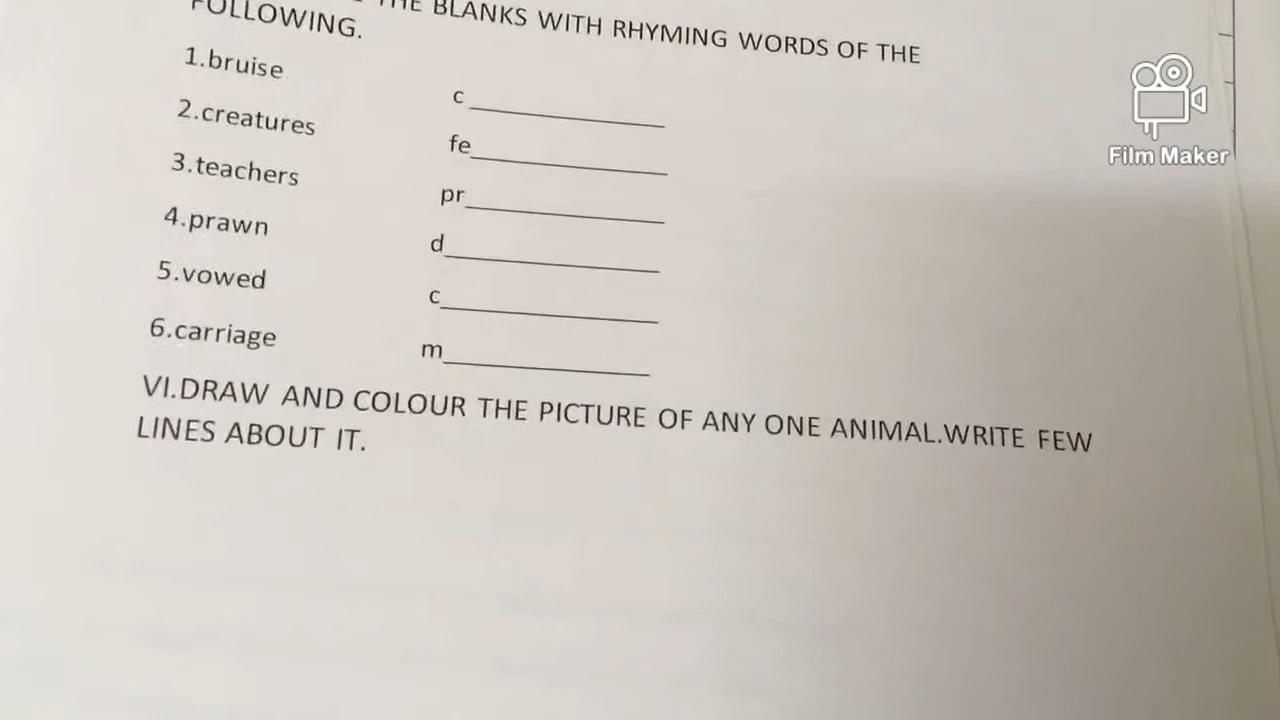 THE BLANKS WITH RHYMING WORDS OF THE
FOLLOWING.
1.bruise c
2.creatures fe
3.teachers pr
4.prawn d
5.vowed c
6.carriage m
VI.DRAW AND COLOUR THE PICTURE OF ANY ONE ANIMAL.WRITE FEW
LINES ABOUT IT.
Film Maker